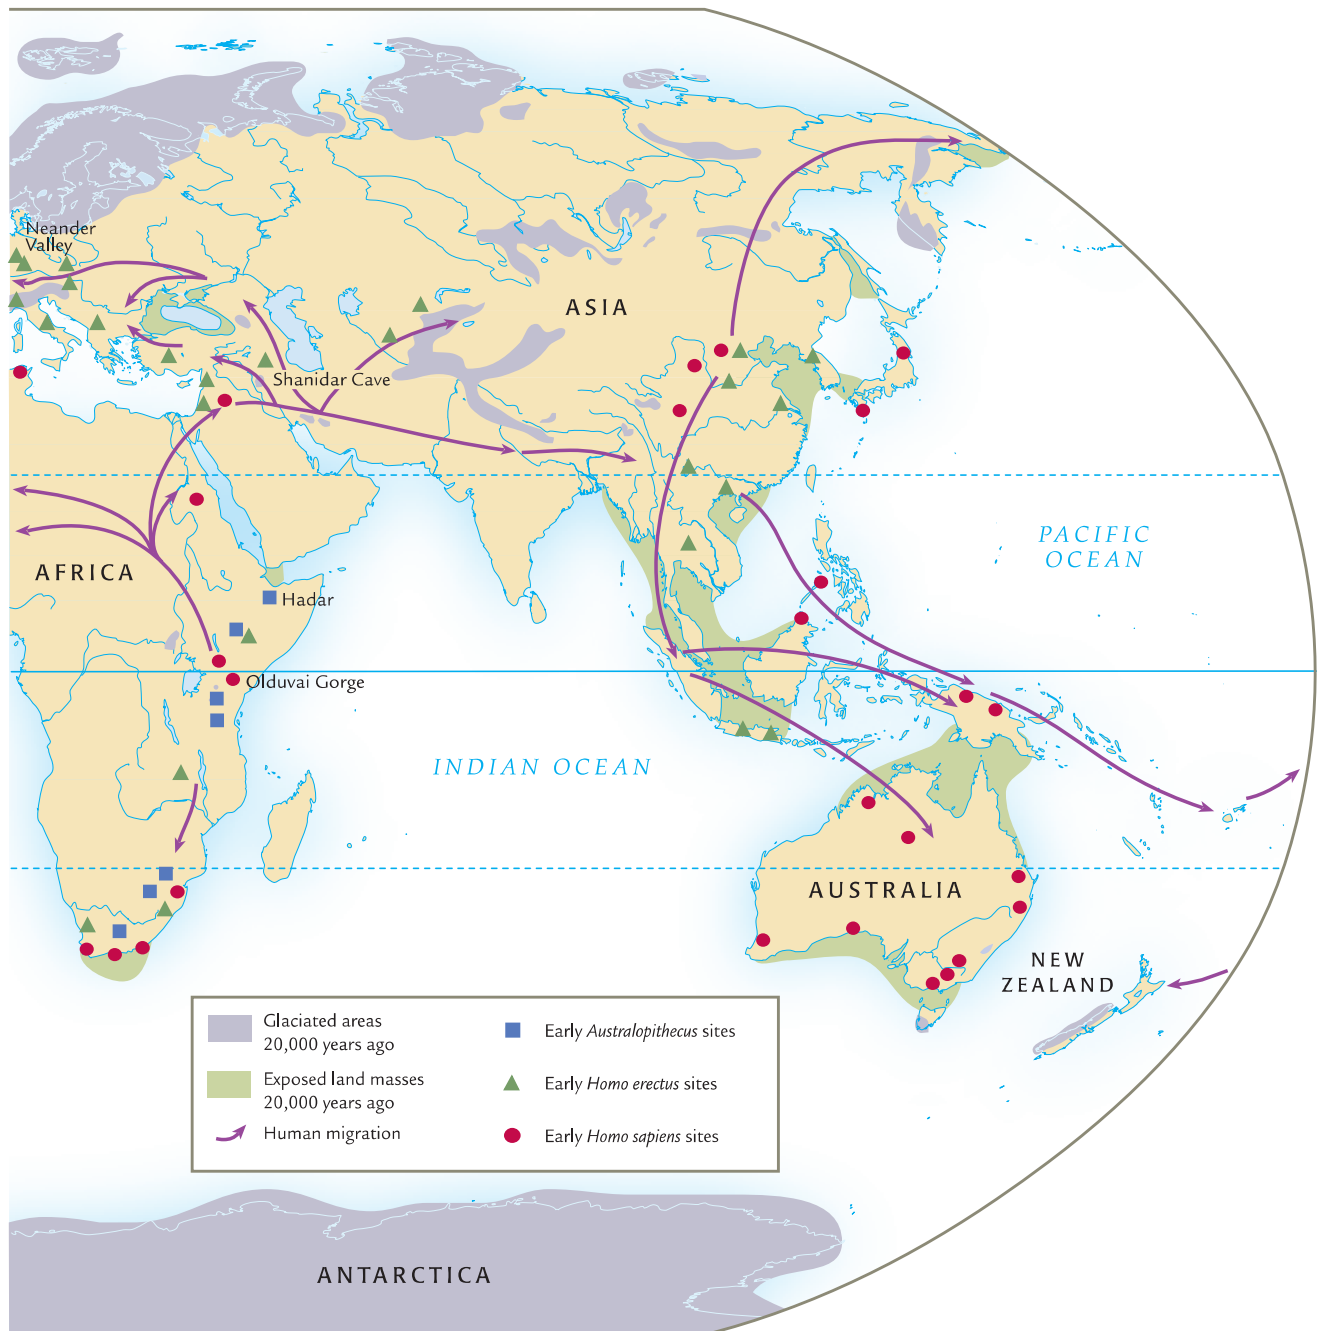 Neander
Valley
ASIA
Shanidar Cave
PACIFIC
OCEAN
AFRICA
Hadar
Olduvai Gorge
INDIAN OCEAN
AUSTRALIA
NEW
ZEALAND
Glaciated areas
20,000 years ago
Exposed land masses
20,000 years ago
Human migration
Early Australopithecus sites
Early Homo erectus sites
Early Homo sapiens sites
ANTARCTICA